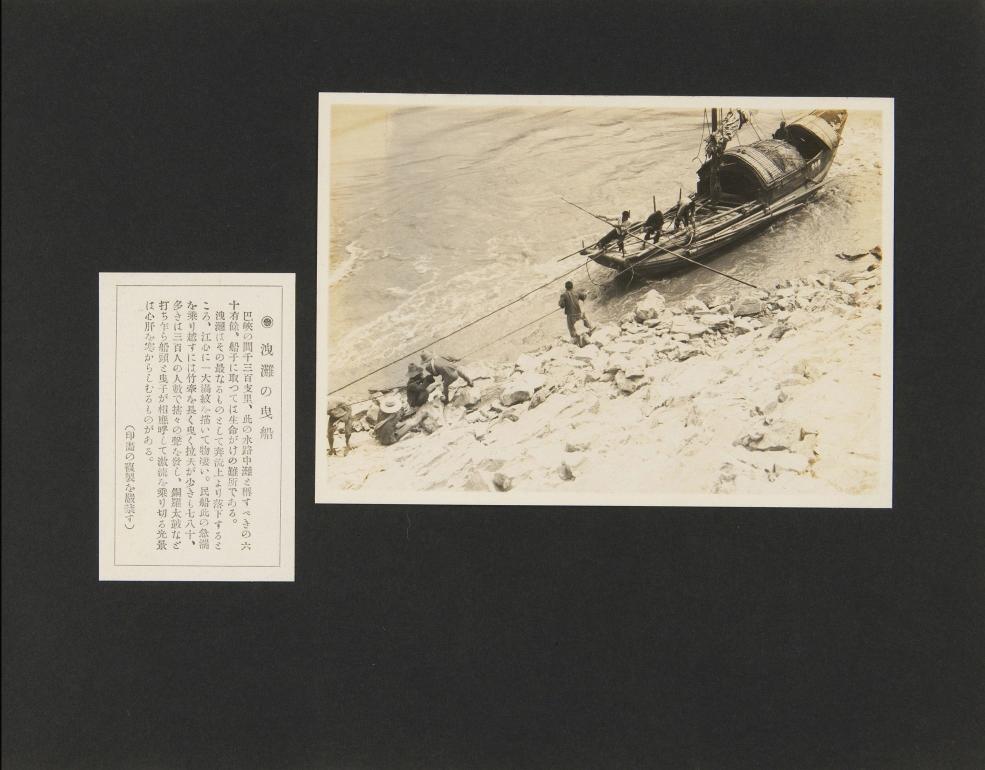 ◉ 洩灘の曳船
巴峽の間千三百支里、此の水路中灘と稱すべきの六
十有餘、船子に取つては生命がけの難所である。
洩灘はその最なるものとして奔流上より落下すると
ころ、江心に一大渦紋を描いて物凄い。民船此の急湍
を乘り越すには竹索を長く曳く拉夫が少きも七八十、
多きは三百人の人數で掛々の聲を發し、銅鑼太鼓など
打ち乍ら船頭と曳子が相應呼して激流を乘り切る光景
は心肝を寒からしむるものがある。
(印畵の複製を嚴禁す)